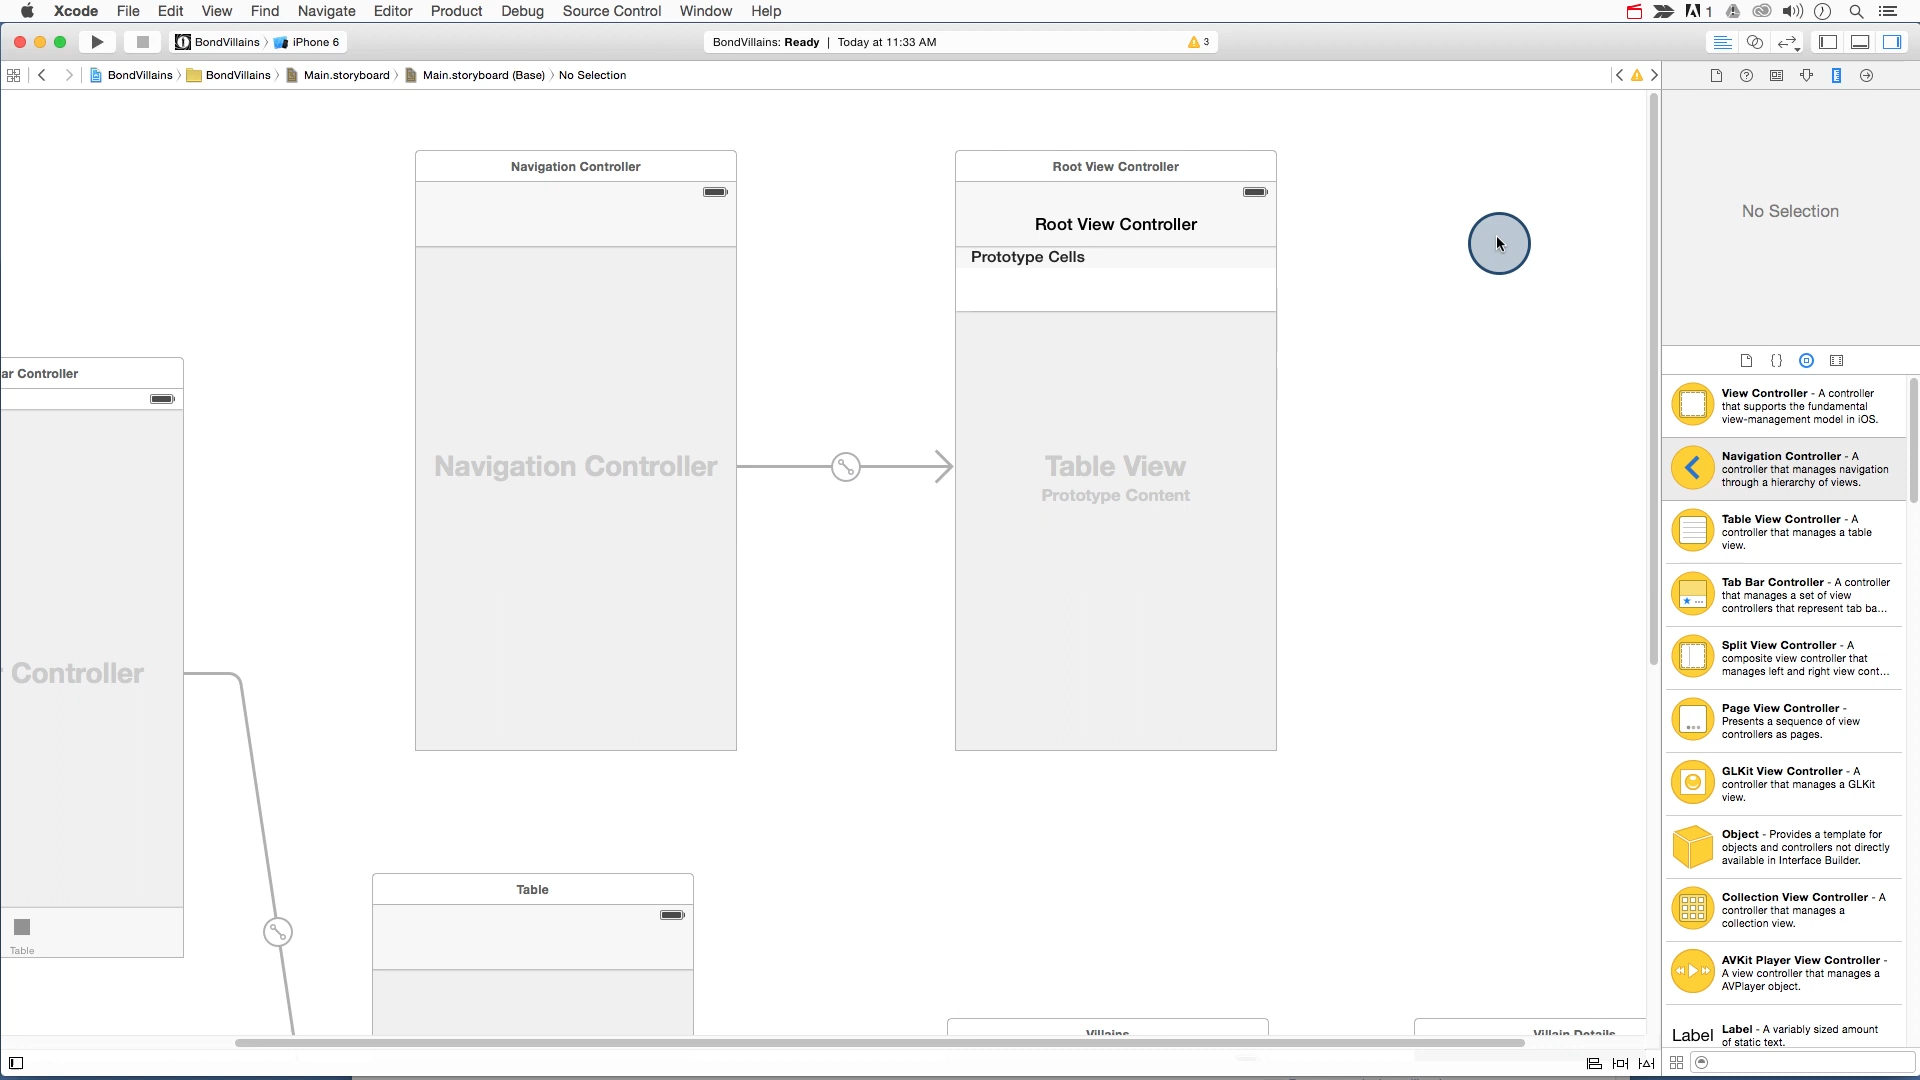 Xcode File Edit View Find Navigate Editor Product Debug Source Control Window Help
1
BondVillains iPhone 6
BondVillains: Ready | Today at 11:33 AM
3
BondVillains BondVillains Main.storyboard Main.storyboard (Base) No Selection
Navigation Controller
Root View Controller
Root View Controller
Prototype Cells
No Selection
ar Controller
Navigation Controller
Table View
Prototype Content
Controller
Table
Table
Villains
Villain Details
View Controller - A controller
that supports the fundamental
view-management model in iOS.
Navigation Controller - A
controller that manages navigation
through a hierarchy of views.
Table View Controller - A
controller that manages a table
view.
Tab Bar Controller - A controller
that manages a set of view
controllers that represent tab ba...
Split View Controller - A
composite view controller that
manages left and right view cont...
Page View Controller -
Presents a sequence of view
controllers as pages.
GLKit View Controller - A
controller that manages a GLKit
view.
Object - Provides a template for
objects and controllers not directly
available in Interface Builder.
Collection View Controller - A
controller that manages a
collection view.
AVKit Player View Controller -
A view controller that manages a
AVPlayer object.
Label
Label - A variably sized amount
of static text.